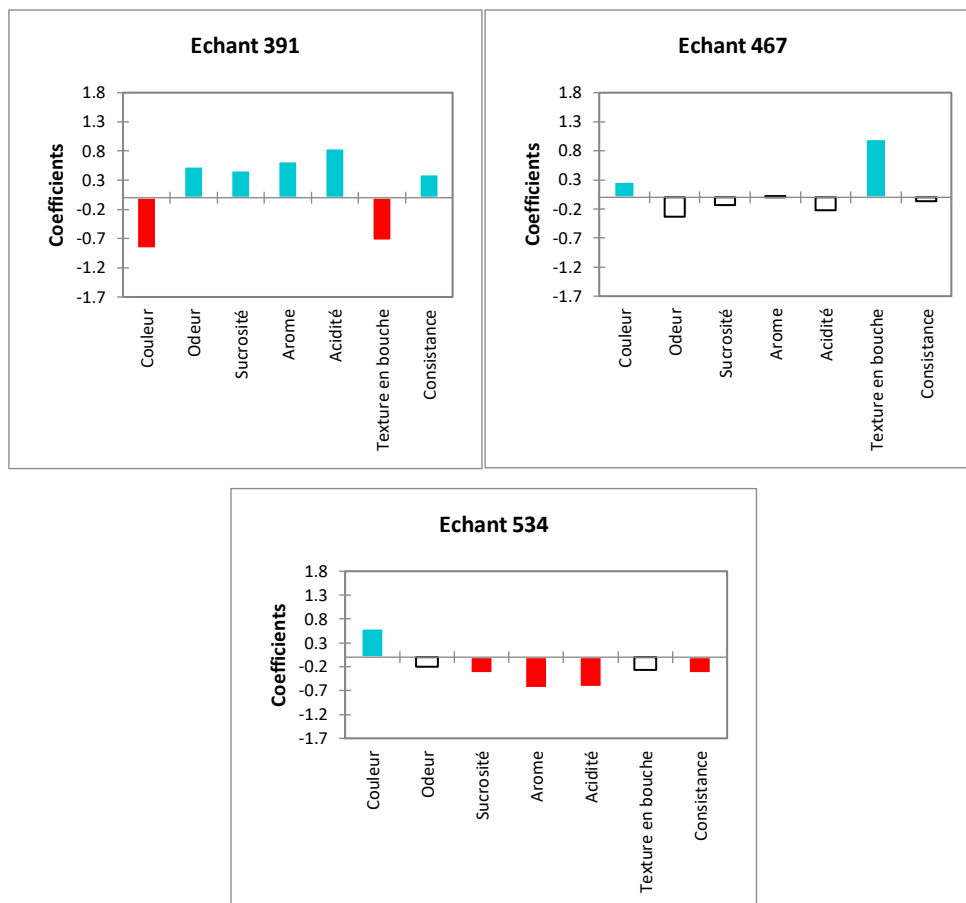 Echant 391
Coefficients
1.8
1.3
0.8
0.3
-0.2
-0.7
-1.2
-1.7
Couleur
Odeur
Sucrosité
Arome
Acidité
Texture en bouche
Consistance
Echant 467
Coefficients
1.8
1.3
0.8
0.3
-0.2
-0.7
-1.2
-1.7
Couleur
Odeur
Sucrosité
Arome
Acidité
Texture en bouche
Consistance
Echant 534
Coefficients
1.8
1.3
0.8
0.3
-0.2
-0.7
-1.2
-1.7
Couleur
Odeur
Sucrosité
Arome
Acidité
Texture en bouche
Consistance